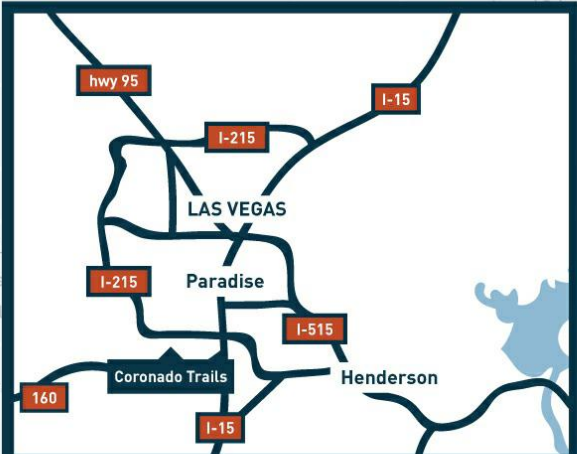 hwy 95
I-15
I-215
LAS VEGAS
I-215
Paradise
I-515
Coronado Trails
Henderson
160
I-15